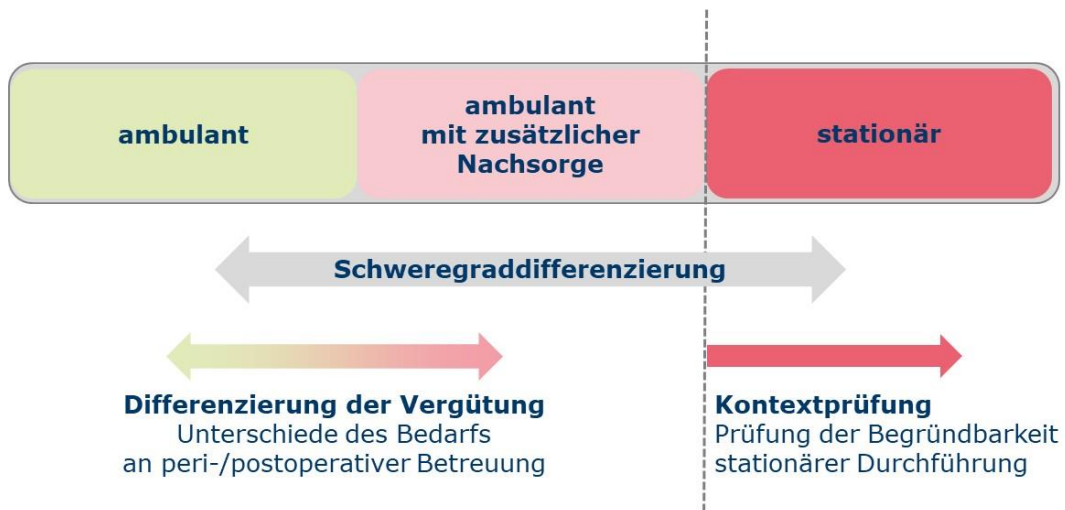 ambulant
ambulant
mit zusätzlicher
Nachsorge
stationär
Schweregraddifferenzierung
Differenzierung der Vergütung
Unterschiede des Bedarfs
an peri-/postoperativer Betreuung
Kontextprüfung
Prüfung der Begründbarkeit
stationärer Durchführung